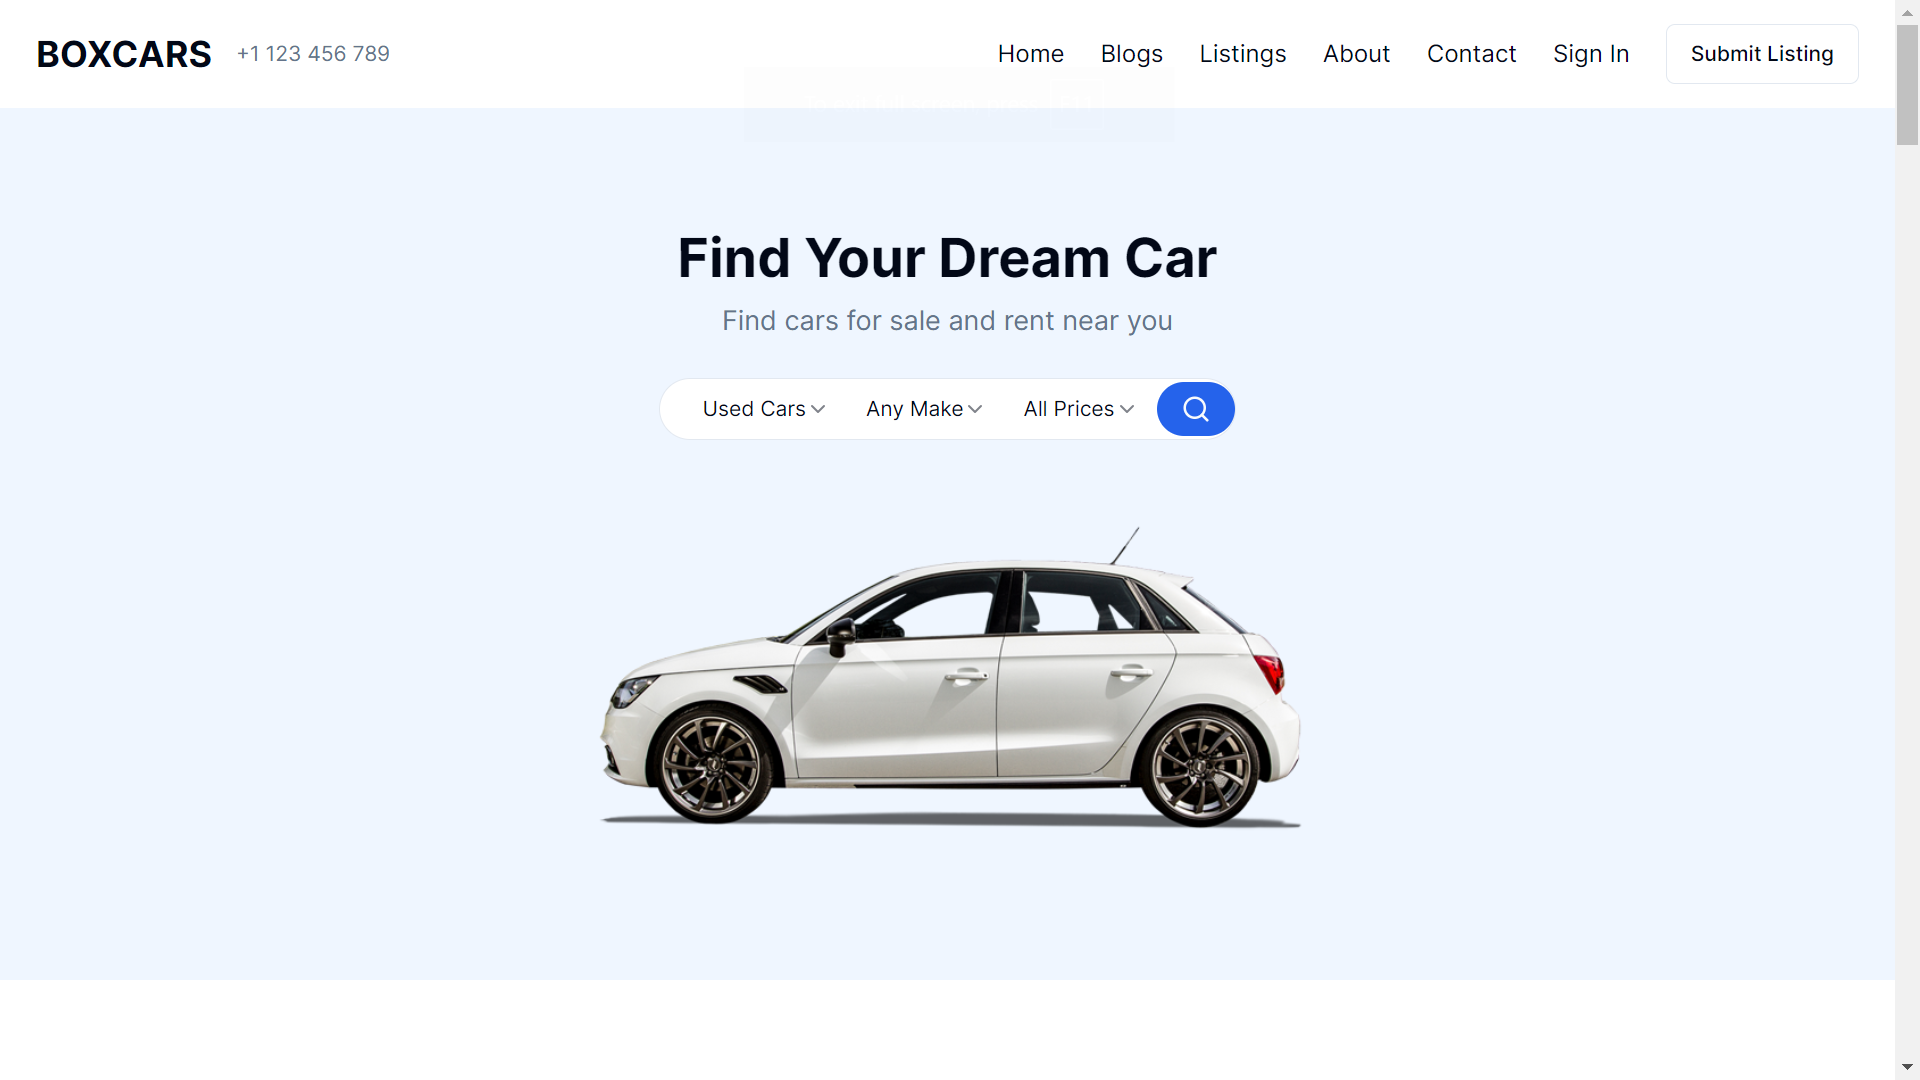 BOXCARS +1 123 456 789 Home Blogs Listings About Contact Sign In Submit Listing
Find Your Dream Car
Find cars for sale and rent near you
Used Cars Any Make All Prices